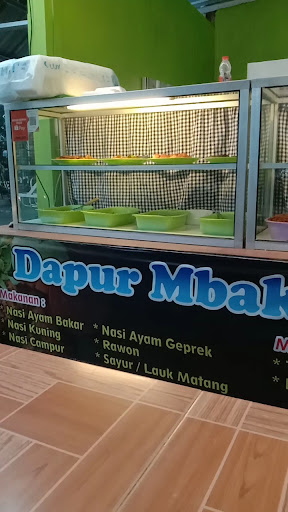 Dapur Mbak
Makanan :
* Nasi Ayam Bakar
* Nasi Kuning
* Nasi Campur
* Nasi Ayam Geprek
* Rawon
* Sayur / Lauk Matang
M